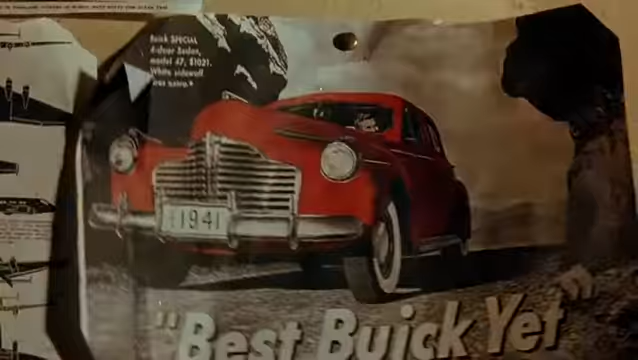 Buick SPECIAL
4-door Sedan,
model 47, $1021.
White sidewall
tires extra.*
1941
"Best Buick Yet"